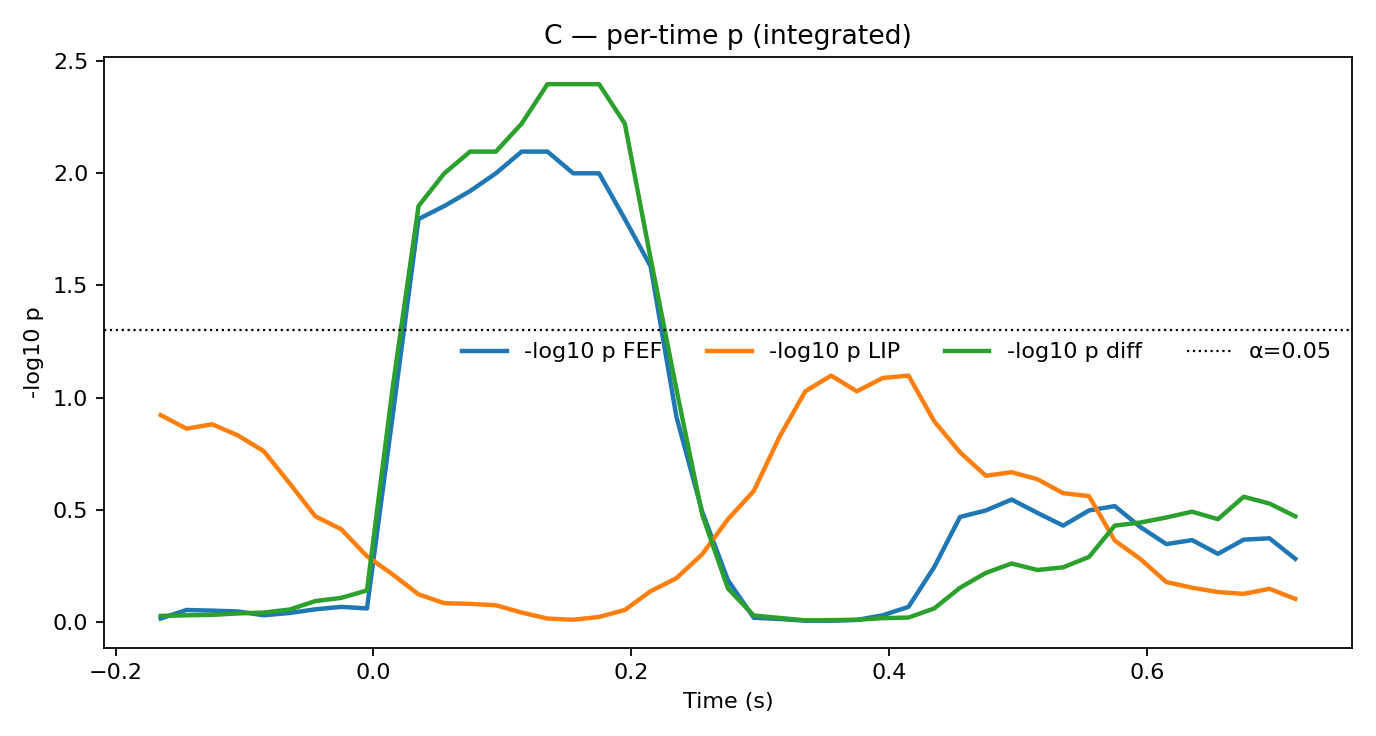 C — per-time p (integrated)
2.5
2.0
1.5
1.0
0.5
0.0
-log10 p
-log10 p FEF
-log10 p LIP
-log10 p diff
α=0.05
−0.2
0.0
0.2
0.4
0.6
Time (s)